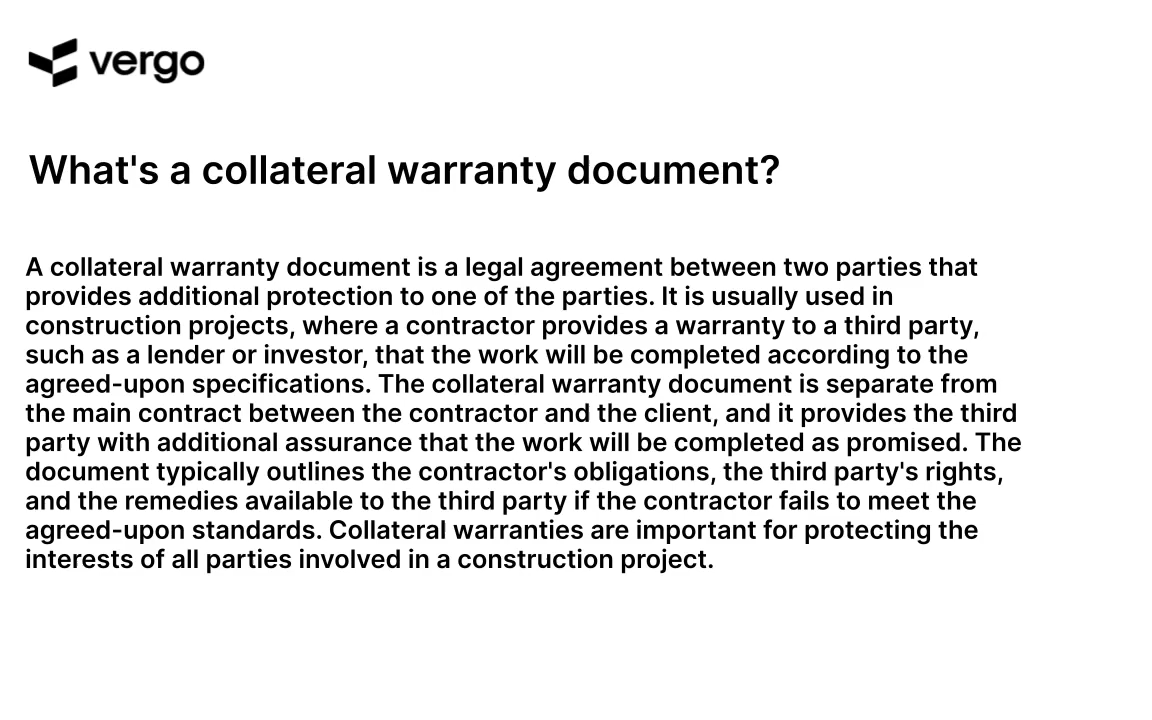 vergo
What's a collateral warranty document?
A collateral warranty document is a legal agreement between two parties that
provides additional protection to one of the parties. It is usually used in
construction projects, where a contractor provides a warranty to a third party,
such as a lender or investor, that the work will be completed according to the
agreed-upon specifications. The collateral warranty document is separate from
the main contract between the contractor and the client, and it provides the third
party with additional assurance that the work will be completed as promised. The
document typically outlines the contractor's obligations, the third party's rights,
and the remedies available to the third party if the contractor fails to meet the
agreed-upon standards. Collateral warranties are important for protecting the
interests of all parties involved in a construction project.